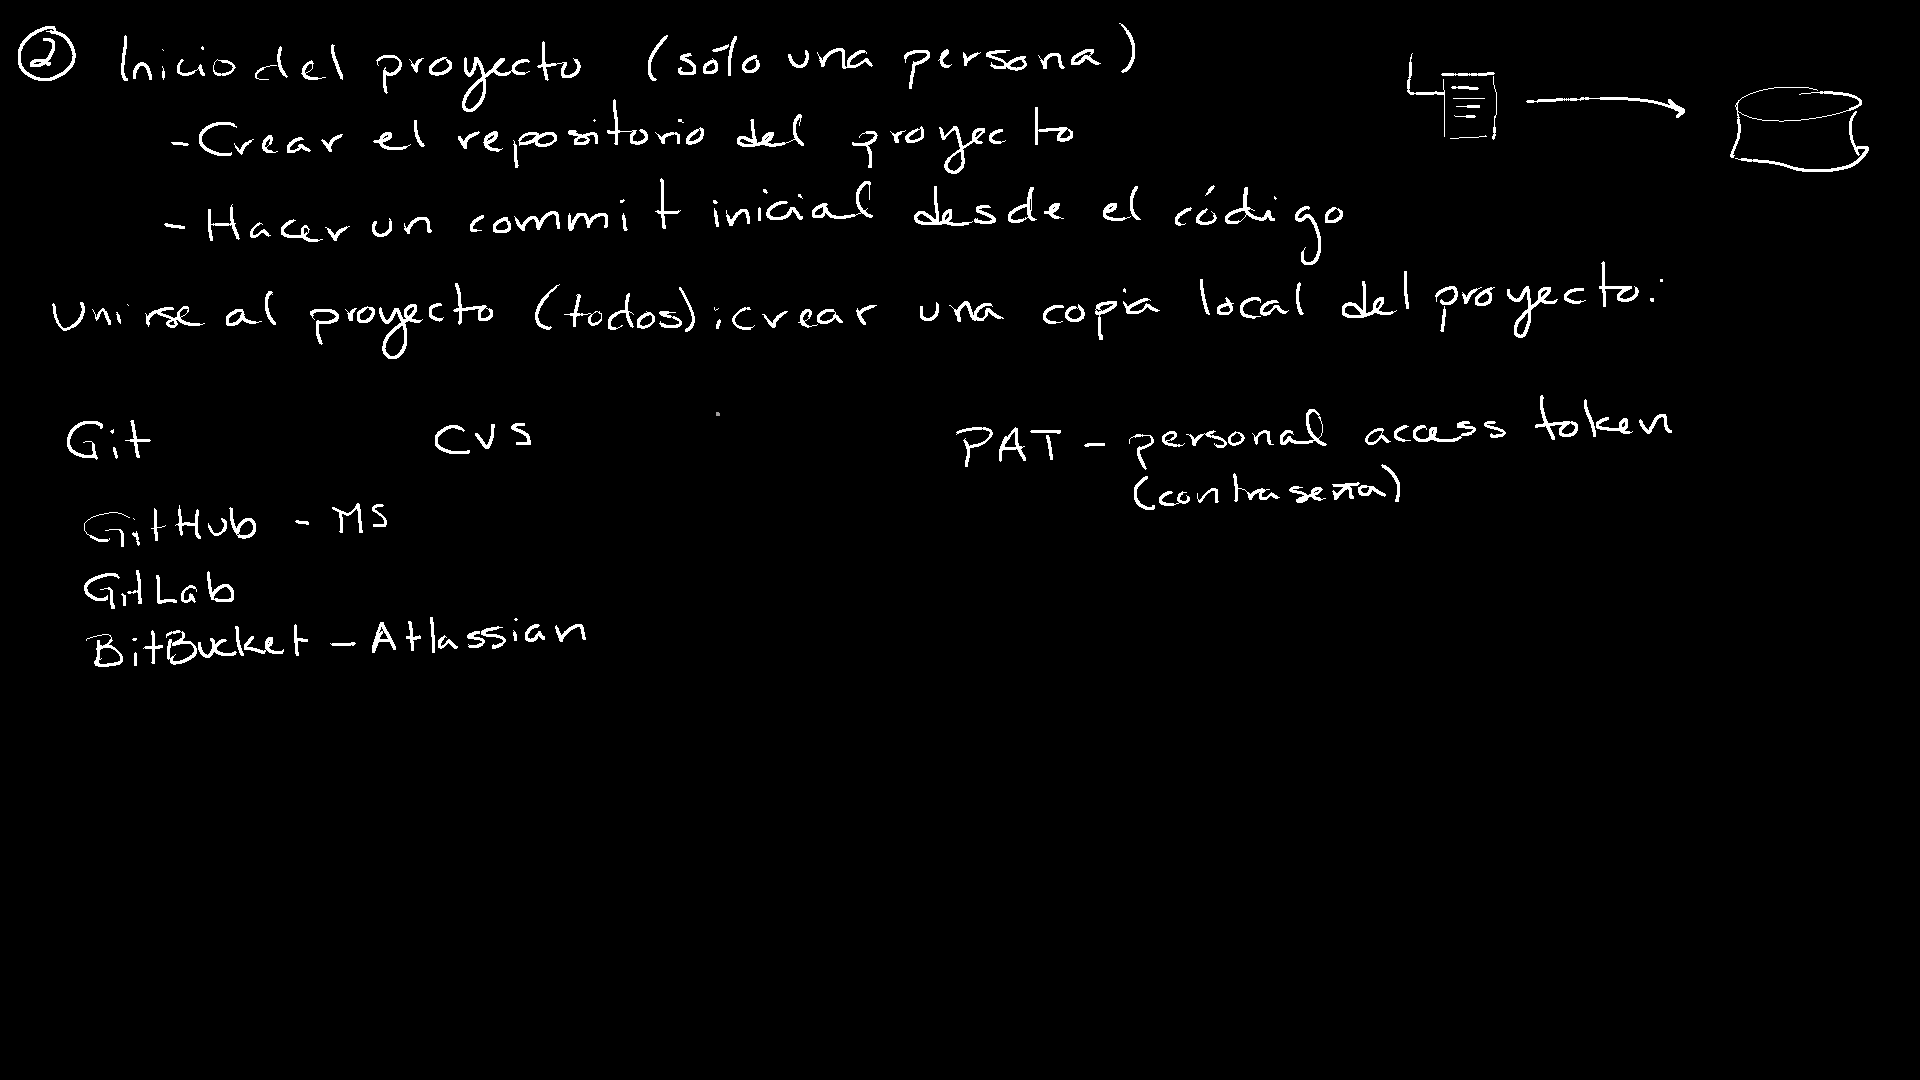 ② Inicio del proyecto (sólo una persona)
- Crear el repositorio del proyecto
- Hacer un commit inicial desde el código
Unirse al proyecto (todos): crear una copia local del proyecto.
Git
CVS
GitHub - MS
GitLab
BitBucket - Atlassian
PAT - personal access token
(contraseña)